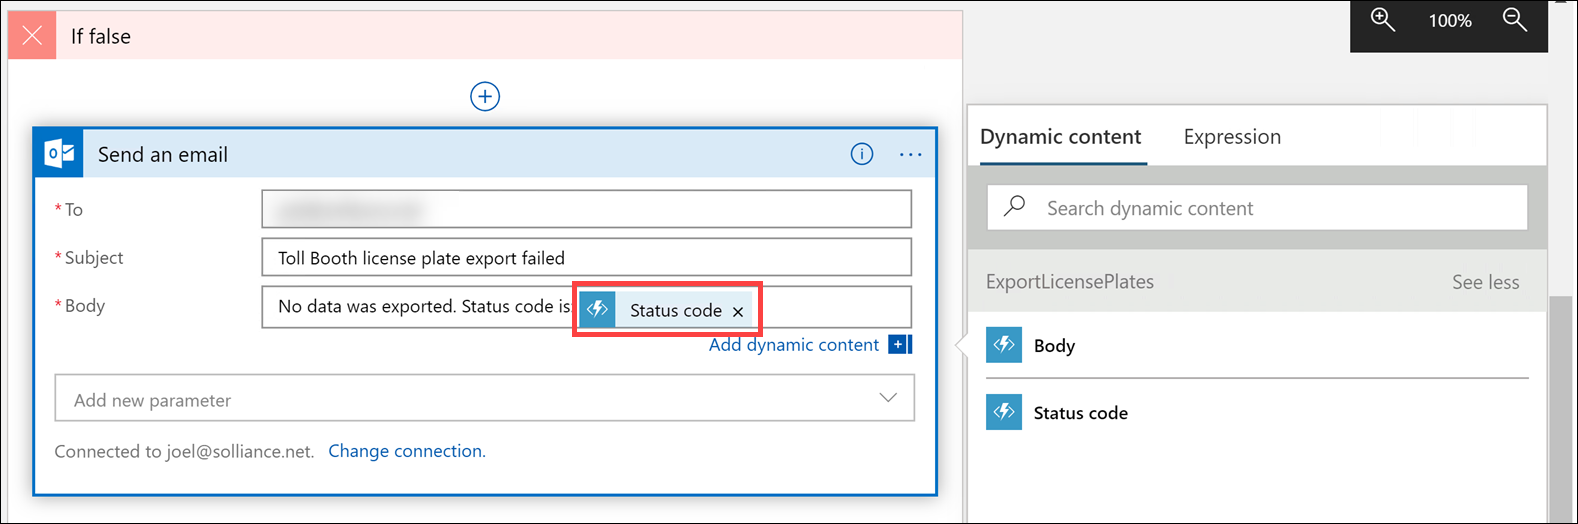 If false
100%
Send an email
Dynamic content
Expression
* To
Search dynamic content
* Subject
Toll Booth license plate export failed
* Body
No data was exported. Status code is
Status code ×
ExportLicensePlates
See less
Add dynamic content
Body
Add new parameter
Status code
Connected to joel@solliance.net. Change connection.